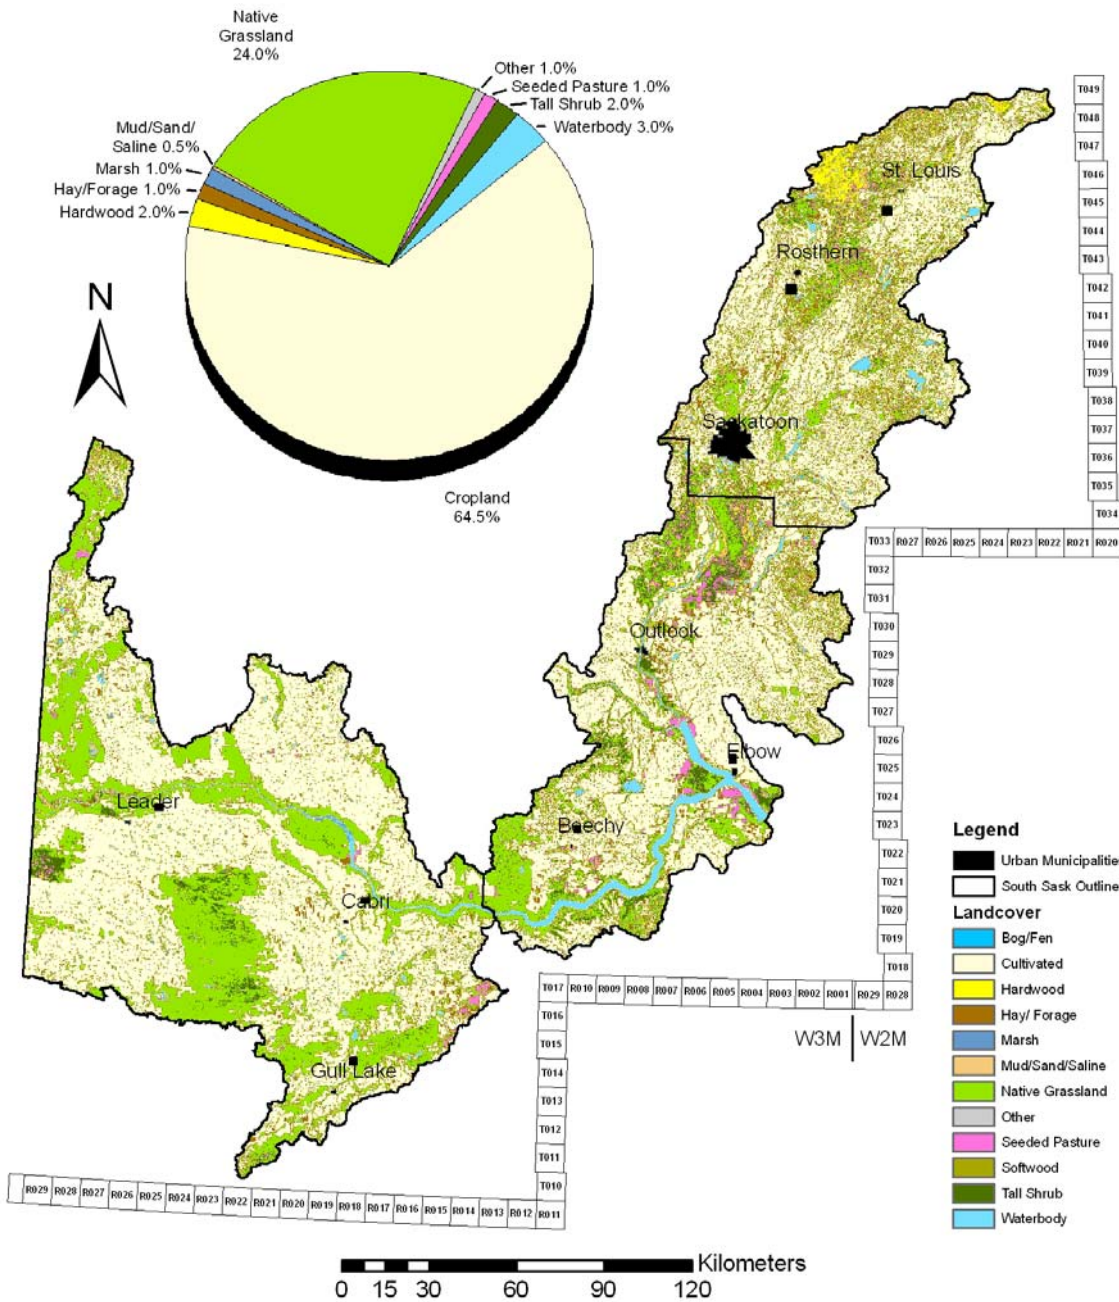 Native
Grassland
24.0%
Other 1.0%
Seeded Pasture 1.0%
Tall Shrub 2.0%
Waterbody 3.0%
Mud/Sand/
Saline 0.5%
Marsh 1.0%
Hay/Forage 1.0%
Hardwood 2.0%
Cropland
64.5%
N
St. Louis
Rosthern
Saskatoon
Outlook
Elbow
Beechy
Leader
Cabri
Gull Lake
T049
T048
T047
T046
T045
T044
T043
T042
T041
T040
T039
T038
T037
T036
T035
T034
T033 R027 R026 R025 R024 R023 R022 R021 R020
T032
T031
T030
T029
T028
T027
T026
T025
T024
T023
T022
T021
T020
T019
T018
T017 R010 R009 R008 R007 R006 R005 R004 R003 R002 R001 R029 R028
T016
T015
T014
T013
T012
T011
T010
R029 R028 R027 R026 R025 R024 R023 R022 R021 R020 R019 R018 R017 R016 R015 R014 R013 R012 R011
W3M W2M
Legend
Urban Municipalitie
South Sask Outline
Landcover
Bog/Fen
Cultivated
Hardwood
Hay/ Forage
Marsh
Mud/Sand/Saline
Native Grassland
Other
Seeded Pasture
Softwood
Tall Shrub
Waterbody
Kilometers
0 15 30 60 90 120